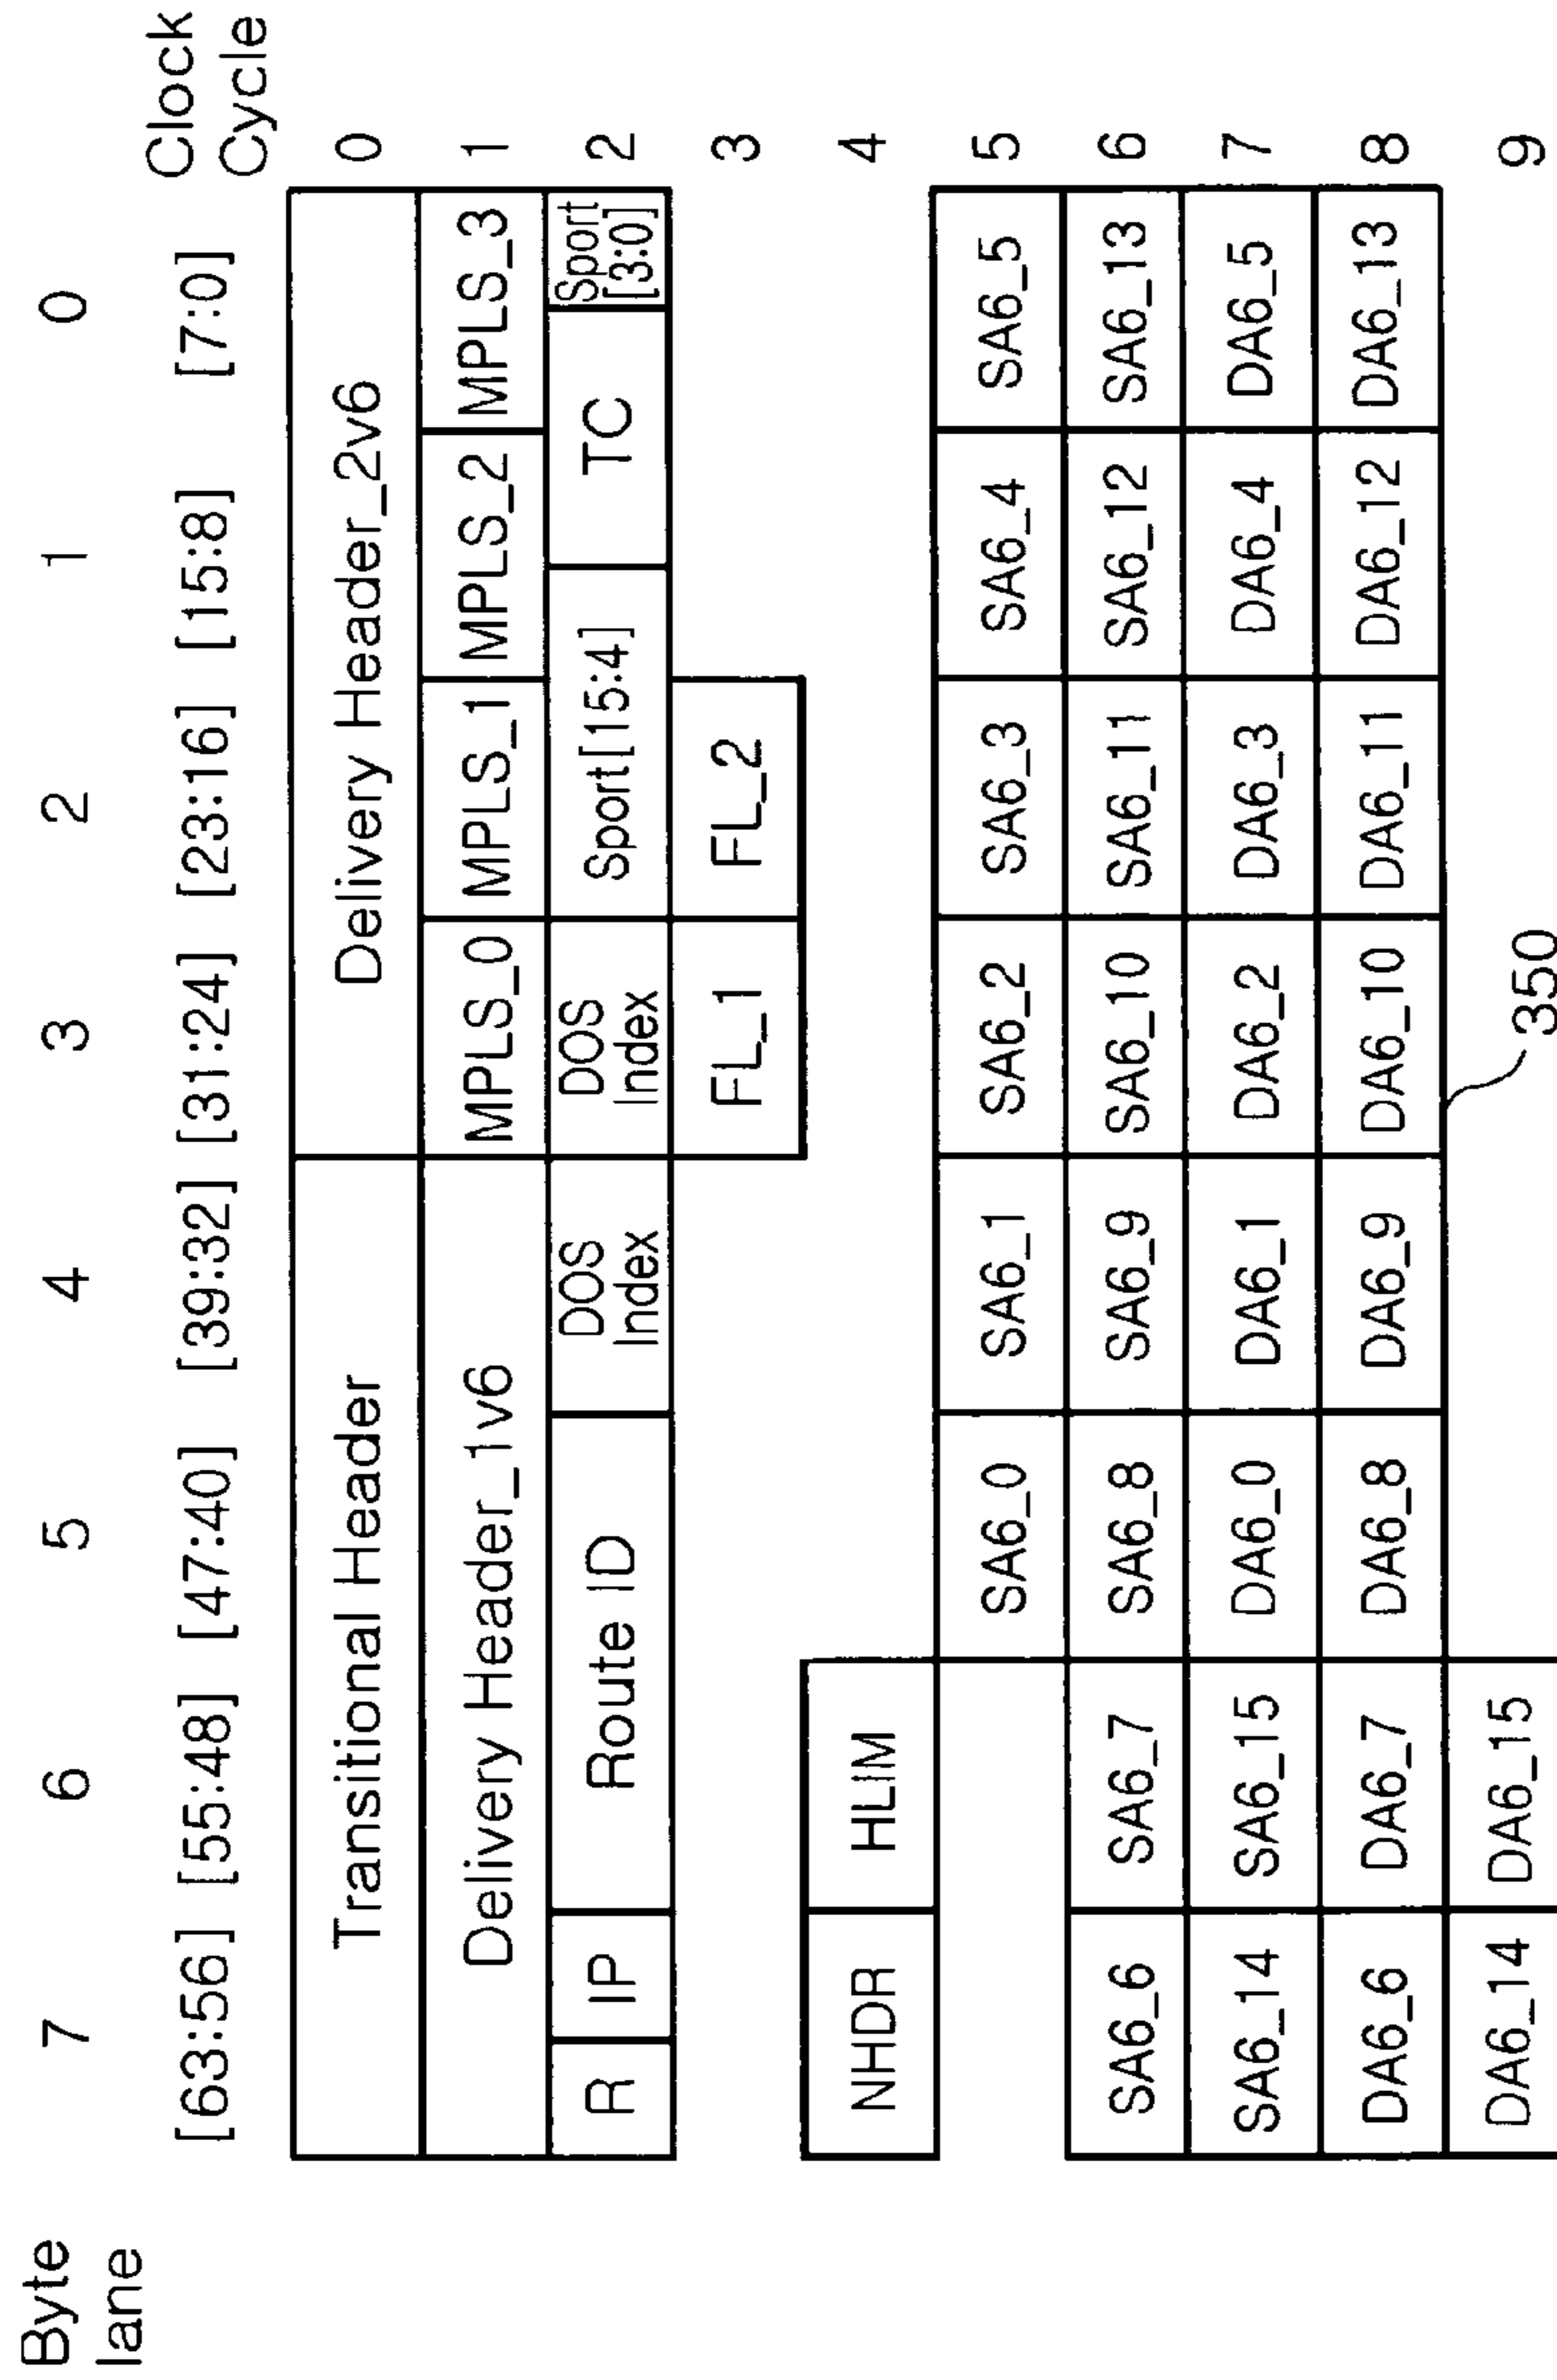 Byte lane 7 6 5 4 3 2 1 0
[63:56] [55:48] [47:40] [39:32] [31:24] [23:16] [15:8] [7:0] Clock Cycle
Transitional Header Delivery Header_2v6 0
Delivery Header_1v6 MPLS_0 MPLS_1 MPLS_2 MPLS_3 1
R IP Route ID DOS Index DOS Index Sport[15:4] TC Sport [3:0] 2
FL_1 FL_2 3
NHDR HLIM 4
SA6_0 SA6_1 SA6_2 SA6_3 SA6_4 SA6_5 5
SA6_6 SA6_7 SA6_8 SA6_9 SA6_10 SA6_11 SA6_12 SA6_13 6
SA6_14 SA6_15 DA6_0 DA6_1 DA6_2 DA6_3 DA6_4 DA6_5 7
DA6_6 DA6_7 DA6_8 DA6_9 DA6_10 DA6_11 DA6_12 DA6_13 8
DA6_14 DA6_15 9
350